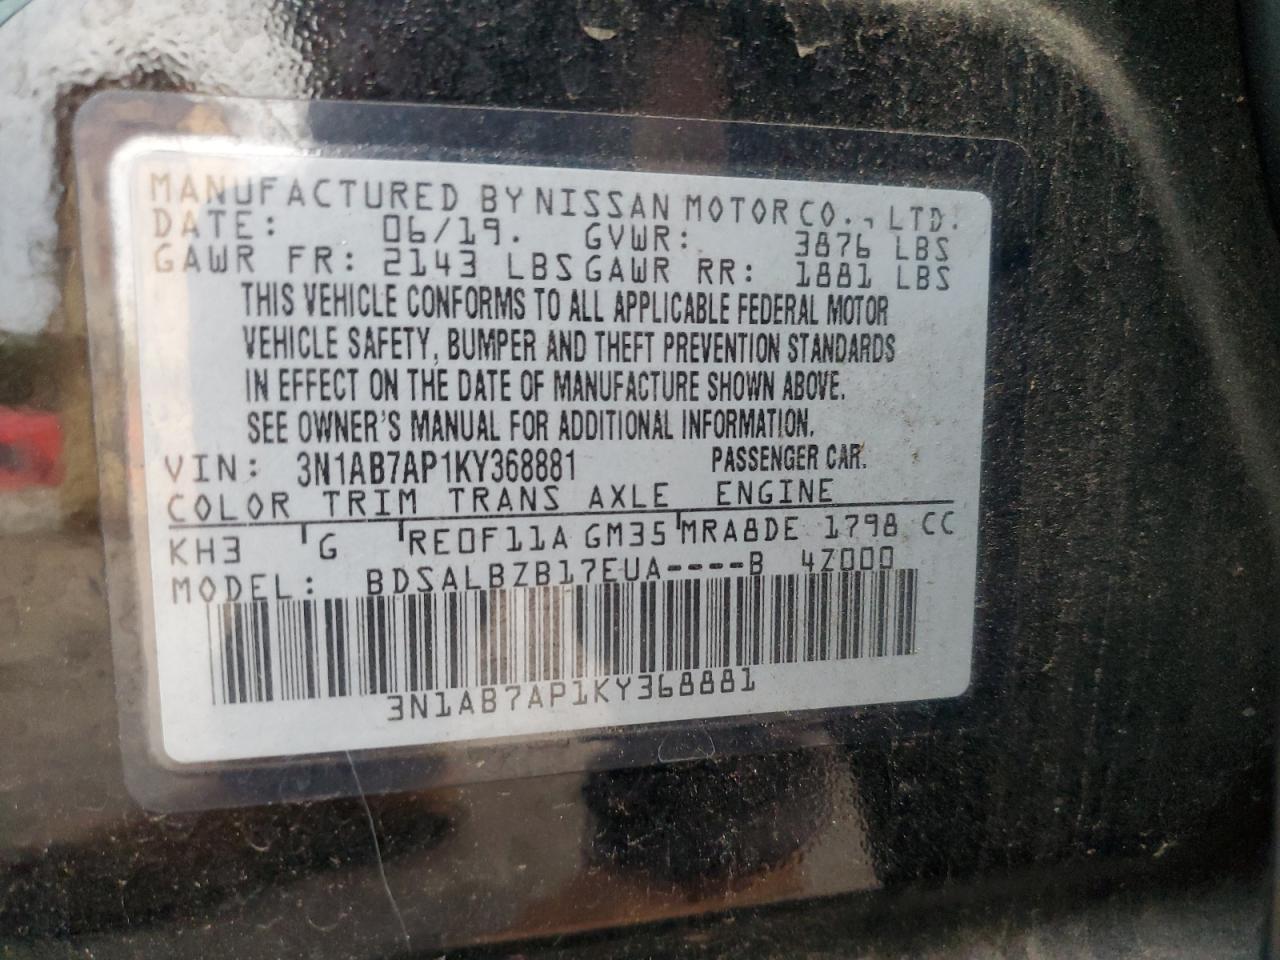 MANUFACTURED BY NISSAN MOTOR CO., LTD.
DATE: 06/19. GVWR: 3876 LBS
GAWR FR: 2143 LBS GAWR RR: 1881 LBS
THIS VEHICLE CONFORMS TO ALL APPLICABLE FEDERAL MOTOR
VEHICLE SAFETY, BUMPER AND THEFT PREVENTION STANDARDS
IN EFFECT ON THE DATE OF MANUFACTURE SHOWN ABOVE.
SEE OWNER'S MANUAL FOR ADDITIONAL INFORMATION.
VIN: 3N1AB7AP1KY368881 PASSENGER CAR.
COLOR TRIM TRANS AXLE ENGINE
KH3 G RE0F11A GM35 MRA8DE 1798 CC
MODEL: BDSALBZB17EUA----B 4Z000
3N1AB7AP1KY368881